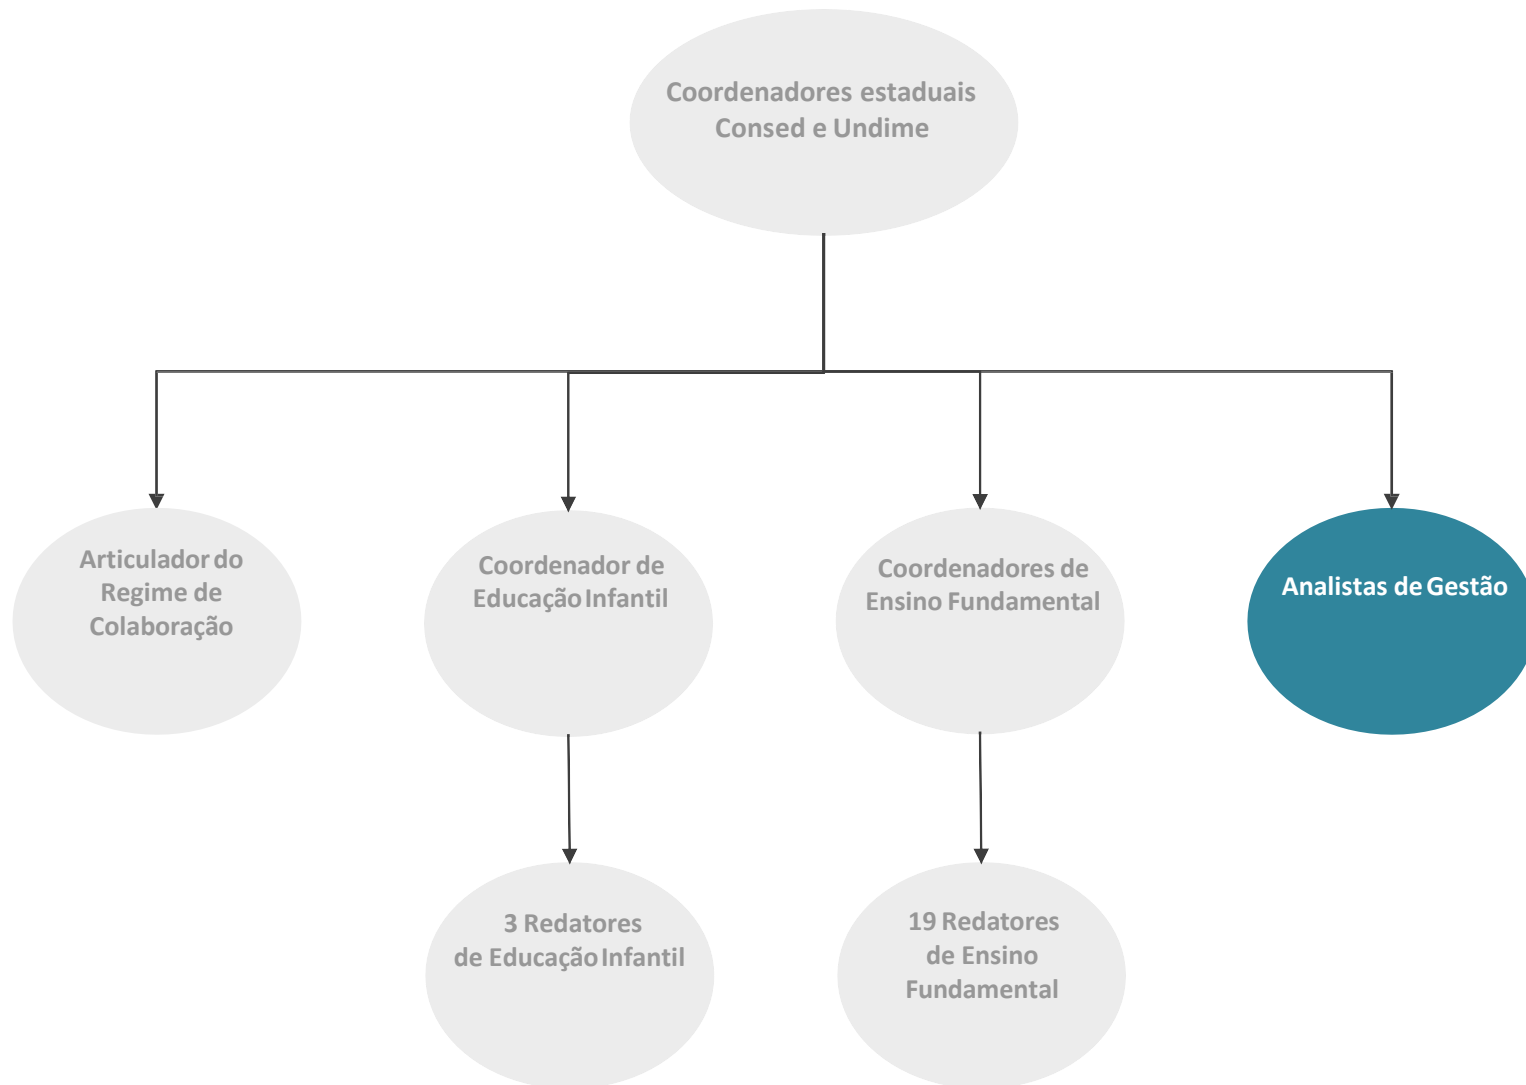 Coordenadores estaduais
Consed e Undime
Articulador do
Regime de
Colaboração
Coordenador de
Educação Infantil
Coordenadores de
Ensino Fundamental
Analistas de Gestão
3 Redatores
de Educação Infantil
19 Redatores
de Ensino
Fundamental